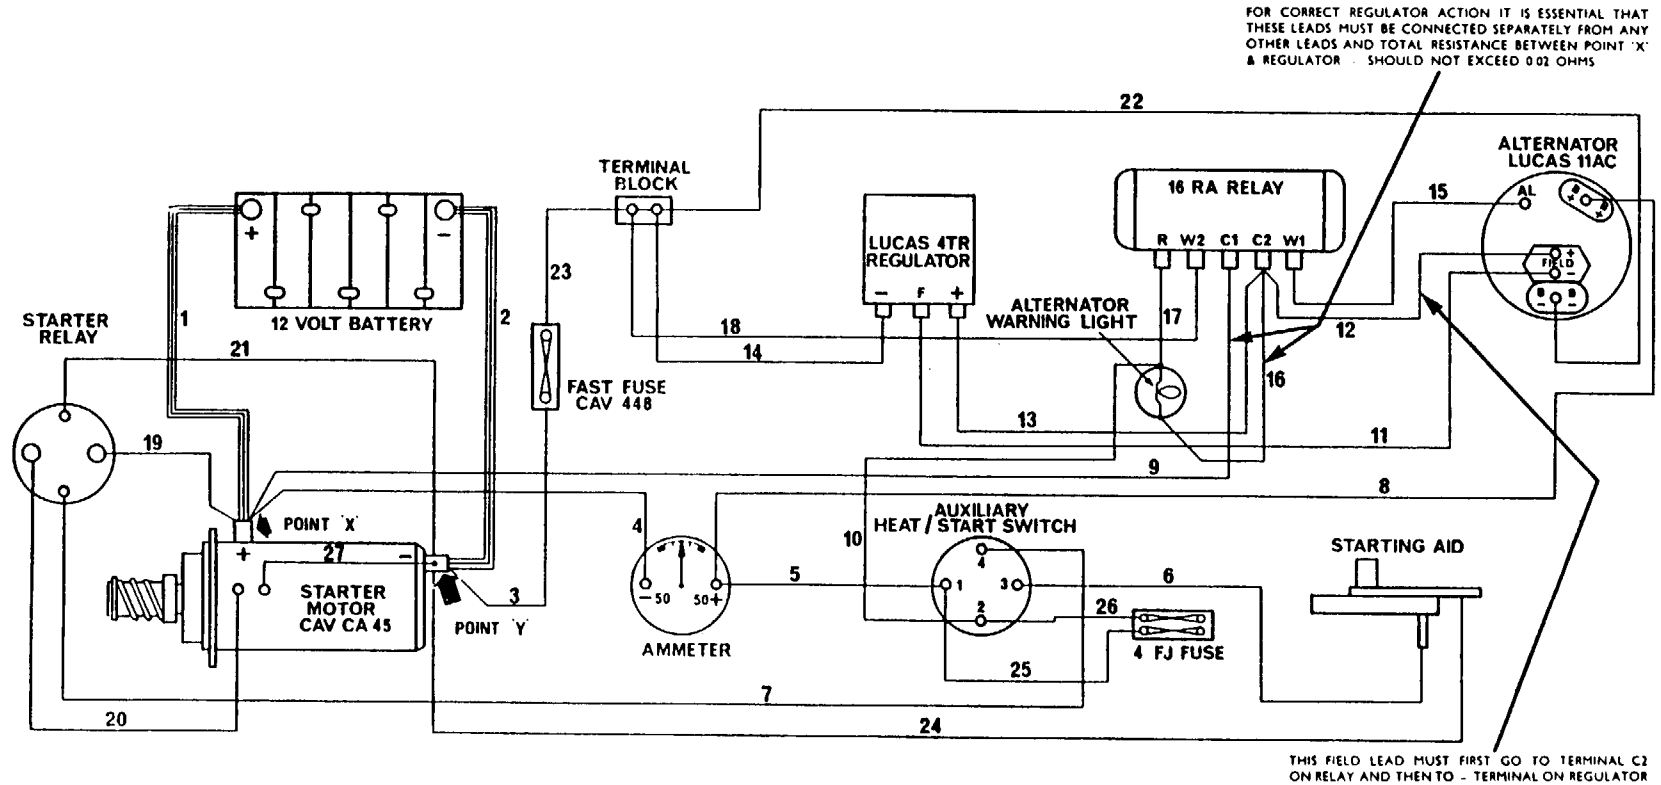 FOR CORRECT REGULATOR ACTION IT IS ESSENTIAL THAT
THESE LEADS MUST BE CONNECTED SEPARATELY FROM ANY
OTHER LEADS AND TOTAL RESISTANCE BETWEEN POINT 'X'
& REGULATOR - SHOULD NOT EXCEED 0·02 OHMS
22
ALTERNATOR
LUCAS 11AC
TERMINAL
BLOCK
16 RA RELAY
15
AL
B
+
B
+
R W2 C1 C2 W1
LUCAS 4TR
REGULATOR
- F +
+
FIELD
-
B B
- -
+ -
12 VOLT BATTERY
1
2
23
STARTER
RELAY
21
18
14
ALTERNATOR
WARNING LIGHT
17
12
16
FAST FUSE
CAV 448
13
11
19
9
8
POINT 'X'
4
10
AUXILIARY
HEAT/START SWITCH
4
1
3
2
STARTING AID
+
27
-
STARTER
MOTOR
CAV CA 45
3
POINT 'Y'
- 50
50+
AMMETER
5
6
26
4 FJ FUSE
25
7
20
24
THIS FIELD LEAD MUST FIRST GO TO TERMINAL C2
ON RELAY AND THEN TO - TERMINAL ON REGULATOR